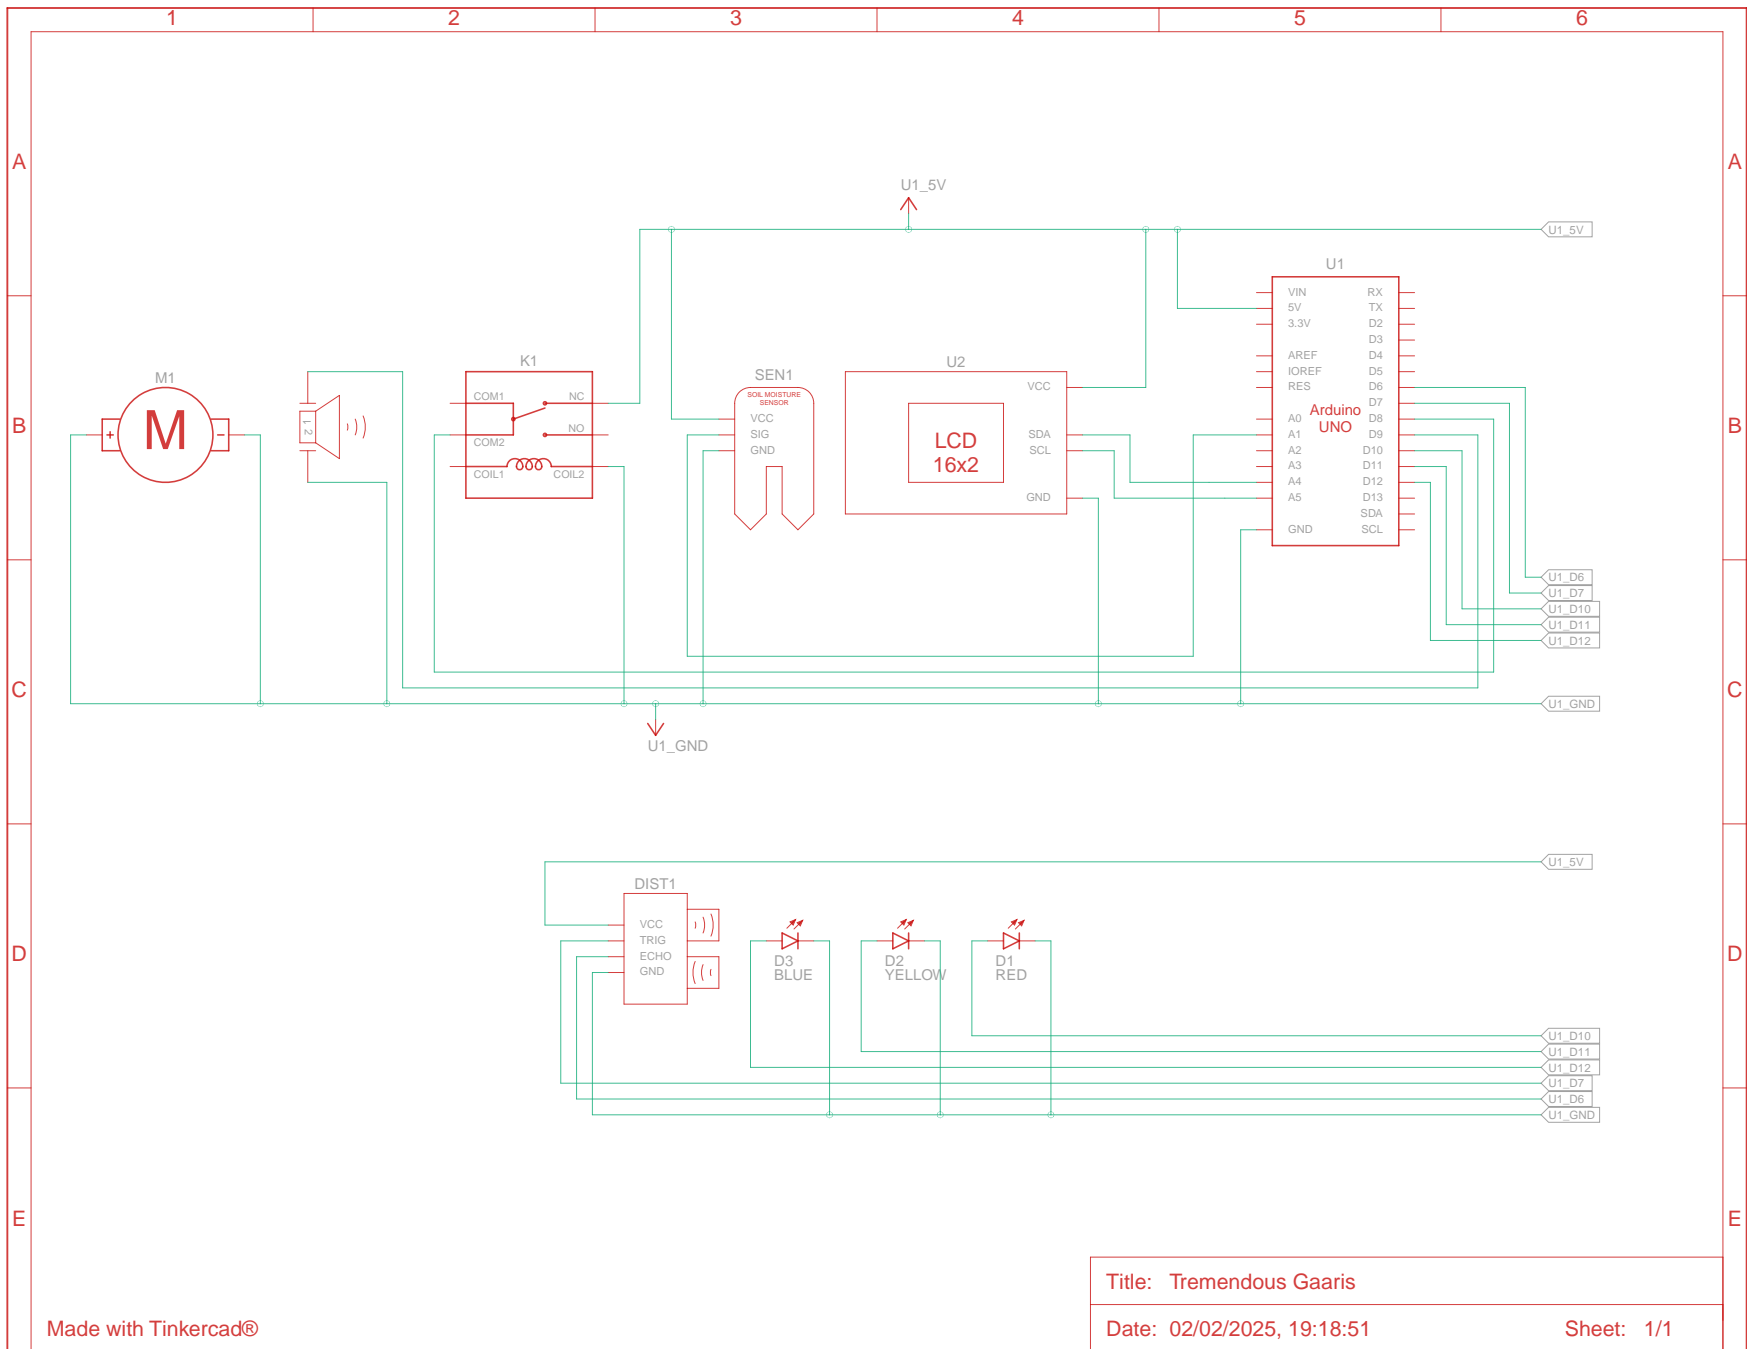 1 2 3 4 5 6
A A
U1_5V
U1_5V
U1
VIN RX
5V TX
3.3V D2
D3
AREF D4
IOREF D5
RES D6
D7
A0 D8
A1 D9
A2 D10
A3 D11
A4 D12
A5 D13
SDA
GND SCL
Arduino
UNO
B B
M1
+ M -
1 2
K1
COM1 NC
NO
COM2
COIL1 COIL2
SEN1
SOIL MOISTURE
SENSOR
VCC
SIG
GND
U2
VCC
SDA
SCL
GND
LCD
16x2
U1_D6
U1_D7
U1_D10
U1_D11
U1_D12
C C
U1_GND
U1_GND
U1_5V
DIST1
VCC
TRIG
ECHO
GND
D D
D3
BLUE
D2
YELLOW
D1
RED
U1_D10
U1_D11
U1_D12
U1_D7
U1_D6
U1_GND
E E
Title: Tremendous Gaaris
Made with Tinkercad®
Date: 02/02/2025, 19:18:51 Sheet: 1/1